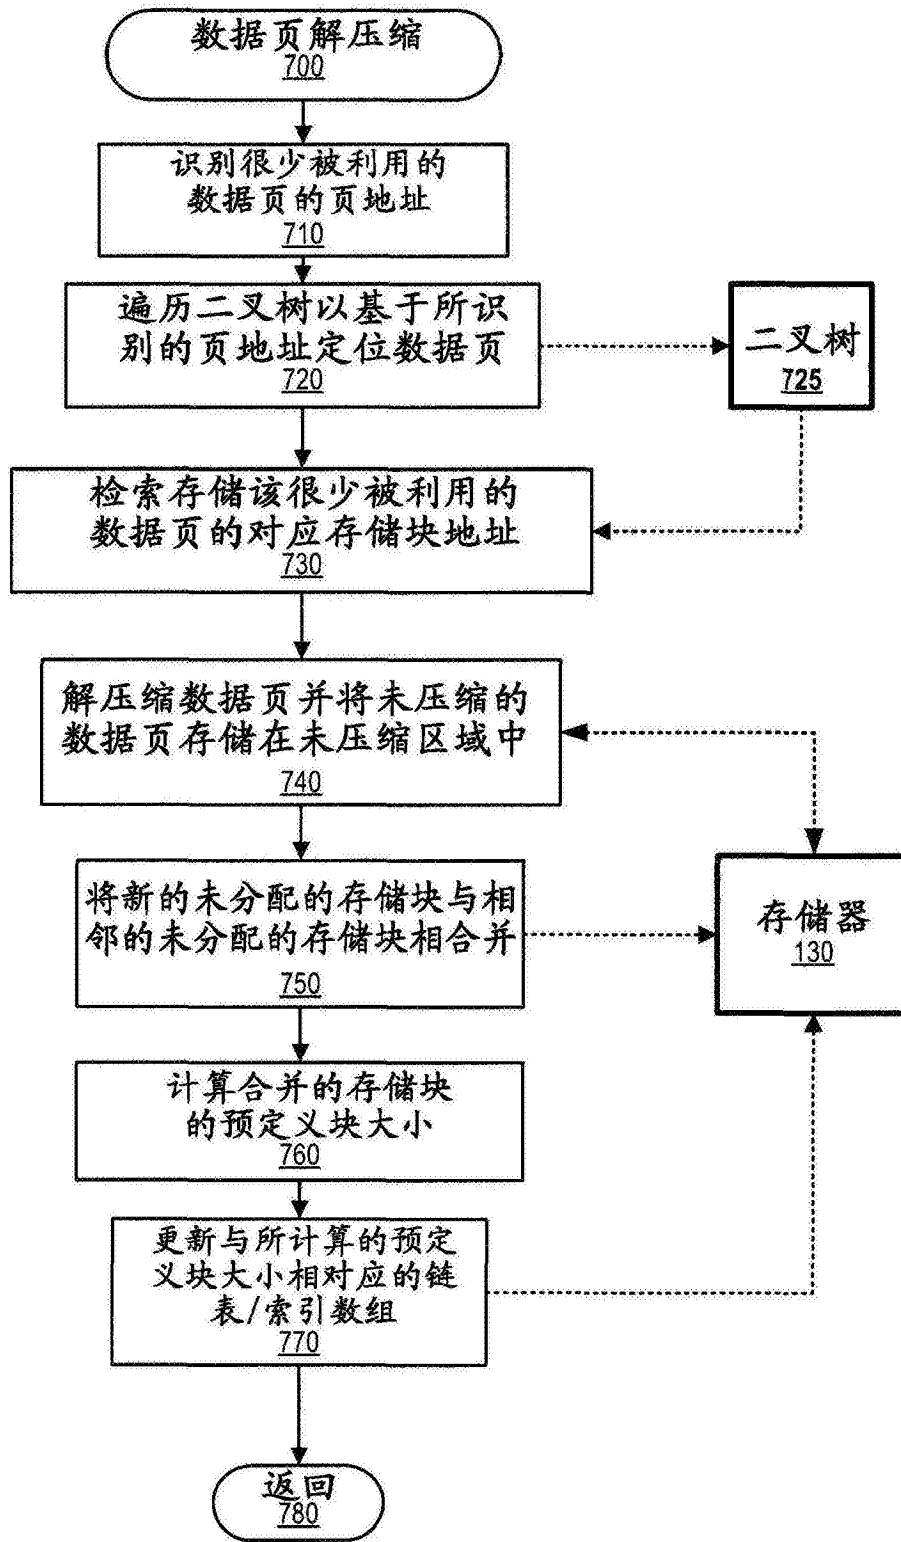 数据页解压缩
700
识别很少被利用的
数据页的页地址
710
遍历二叉树以基于所识
别的页地址定位数据页
720
二叉树
725
检索存储该很少被利用的
数据页的对应存储块地址
730
解压缩数据页并将未压缩的
数据页存储在未压缩区域中
740
将新的未分配的存储块与相
邻的未分配的存储块相合并
750
存储器
130
计算合并的存储块
的预定义块大小
760
更新与所计算的预定
义块大小相对应的链
表/索引数组
770
返回
780